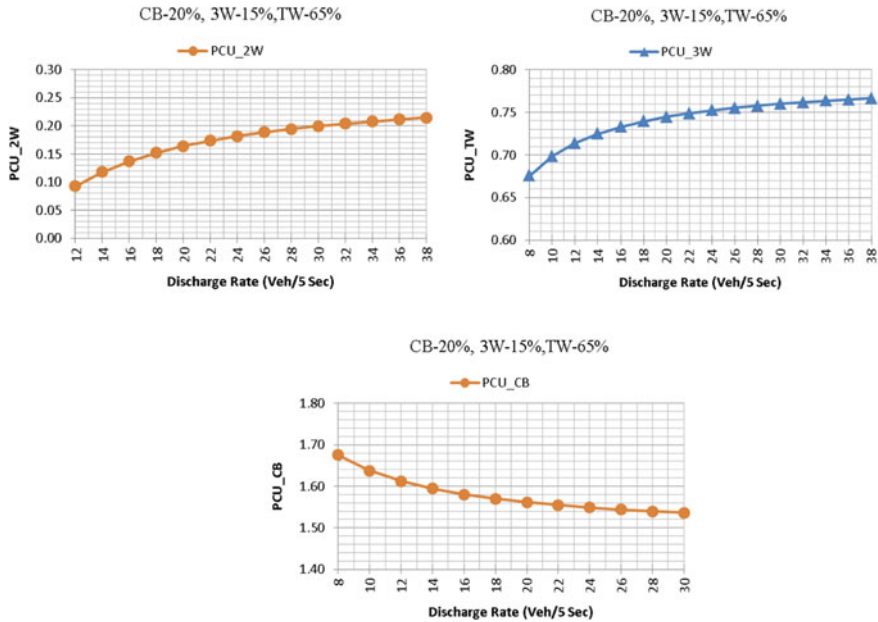 CB-20%, 3W-15%,TW-65%
PCU_2W
0.30
0.25
0.20
0.15
0.10
0.05
0.00
PCU_2W
12 14 16 18 20 22 24 26 28 30 32 34 36 38
Discharge Rate (Veh/5 Sec)
CB-20%, 3W-15%,TW-65%
PCU_3W
0.80
0.75
0.70
0.65
0.60
PCU_TW
8 10 12 14 16 18 20 22 24 26 28 30 32 34 36 38
Discharge Rate (Veh/5 Sec)
CB-20%, 3W-15%,TW-65%
PCU_CB
1.80
1.70
1.60
1.50
1.40
PCU_CB
8 10 12 14 16 18 20 22 24 26 28 30
Discharge Rate (Veh/5 Sec)